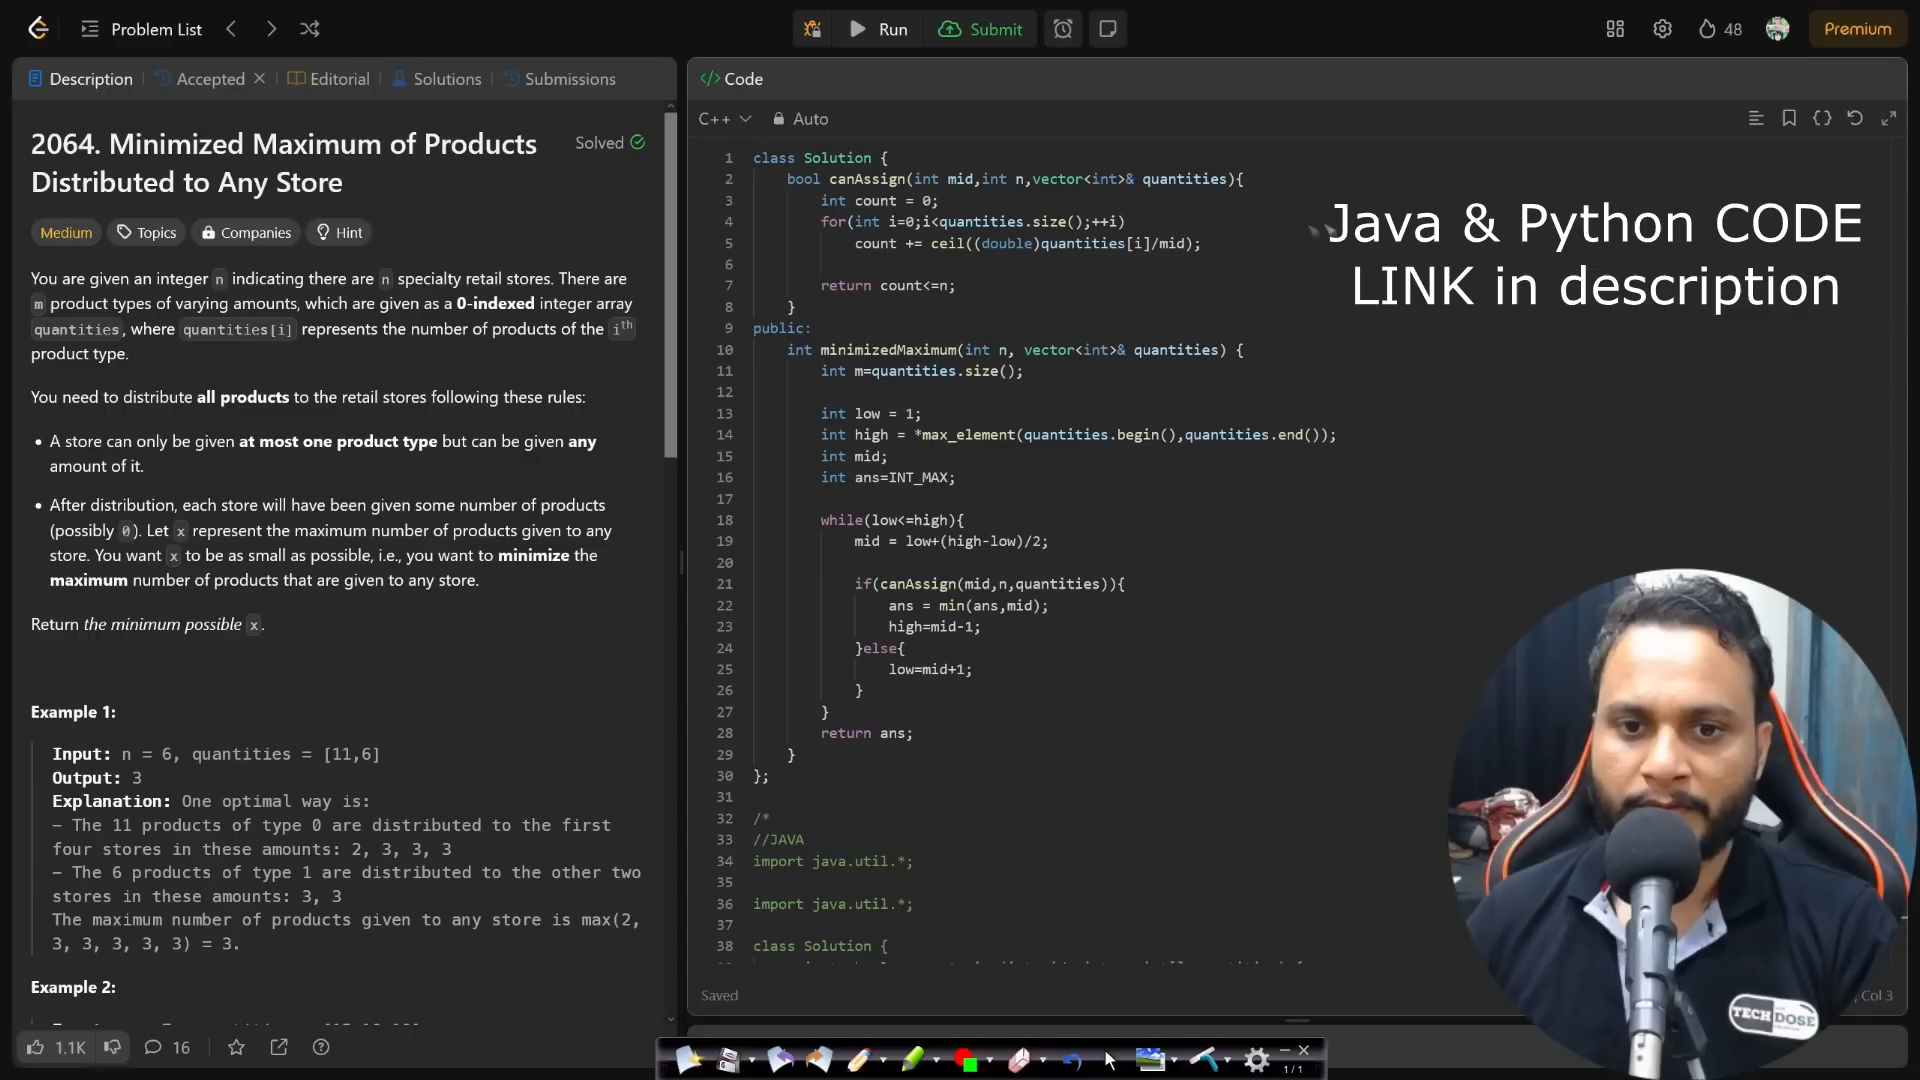 Problem List
Run
Submit
48
Premium
Description
Accepted
Editorial
Solutions
Submissions
2064. Minimized Maximum of Products
Distributed to Any Store
Solved
Medium
Topics
Companies
Hint
You are given an integer n indicating there are n specialty retail stores. There are
m product types of varying amounts, which are given as a 0-indexed integer array
quantities, where quantities[i] represents the number of products of the ith
product type.
You need to distribute all products to the retail stores following these rules:
• A store can only be given at most one product type but can be given any
amount of it.
• After distribution, each store will have been given some number of products
(possibly 0). Let x represent the maximum number of products given to any
store. You want x to be as small as possible, i.e., you want to minimize the
maximum number of products that are given to any store.
Return the minimum possible x.
Example 1:
Input: n = 6, quantities = [11,6]
Output: 3
Explanation: One optimal way is:
- The 11 products of type 0 are distributed to the first
four stores in these amounts: 2, 3, 3, 3
- The 6 products of type 1 are distributed to the other two
stores in these amounts: 3, 3
The maximum number of products given to any store is max(2,
3, 3, 3, 3, 3) = 3.
Example 2:
1.1K
16
</> Code
C++
Auto
1 class Solution {
2 bool canAssign(int mid,int n,vector<int>& quantities){
3 int count = 0;
4 for(int i=0;i<quantities.size();++i)
5 count += ceil((double)quantities[i]/mid);
6
7 return count<=n;
8 }
9 public:
10 int minimizedMaximum(int n, vector<int>& quantities) {
11 int m=quantities.size();
12
13 int low = 1;
14 int high = *max_element(quantities.begin(),quantities.end());
15 int mid;
16 int ans=INT_MAX;
17
18 while(low<=high){
19 mid = low+(high-low)/2;
20
21 if(canAssign(mid,n,quantities)){
22 ans = min(ans,mid);
23 high=mid-1;
24 }else{
25 low=mid+1;
26 }
27 }
28 return ans;
29 }
30 };
31
32 /*
33 //JAVA
34 import java.util.*;
35
36 import java.util.*;
37
38 class Solution {
Saved
, Col 3
Java & Python CODE
LINK in description
TECH DOSE
1/1